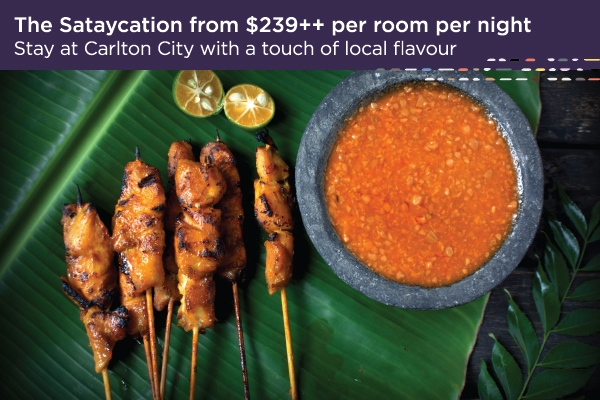 The Sataycation from $239++ per room per night
Stay at Carlton City with a touch of local flavour